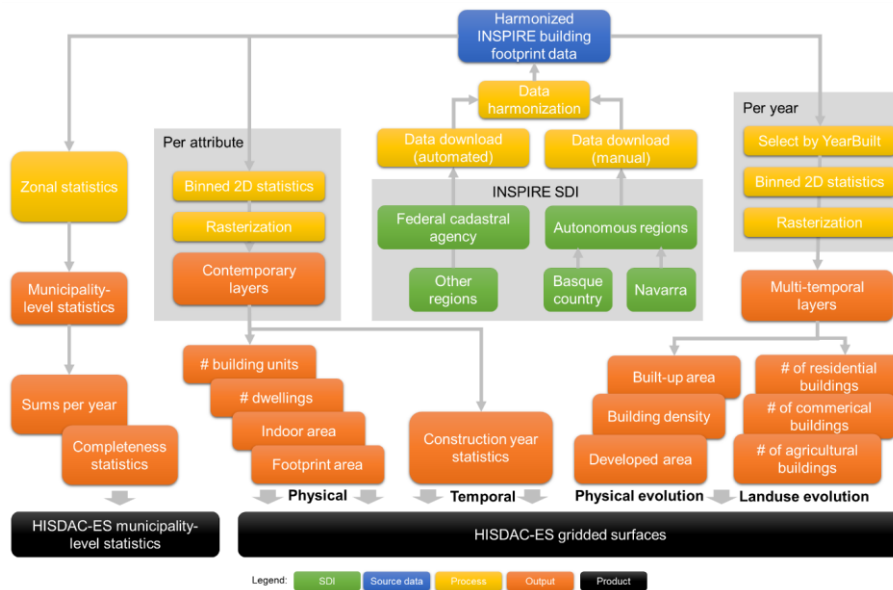 Harmonized
INSPIRE building
footprint data
Data
harmonization
Per attribute
Per year
Data download
(automated)
Data download
(manual)
Select by YearBuilt
Zonal statistics
Binned 2D statistics
INSPIRE SDI
Binned 2D statistics
Rasterization
Federal cadastral
agency
Autonomous regions
Rasterization
Municipality-
level statistics
Contemporary
layers
Other
regions
Basque
country
Navarra
Multi-temporal
layers
# building units
# dwellings
Indoor area
Footprint area
Built-up area
Building density
Developed area
# of residential
buildings
# of commerical
buildings
# of agricultural
buildings
Sums per year
Completeness
statistics
Construction year
statistics
Physical
Temporal
Physical evolution
Landuse evolution
HISDAC-ES municipality-
level statistics
HISDAC-ES gridded surfaces
Legend:
SDI
Source data
Process
Output
Product